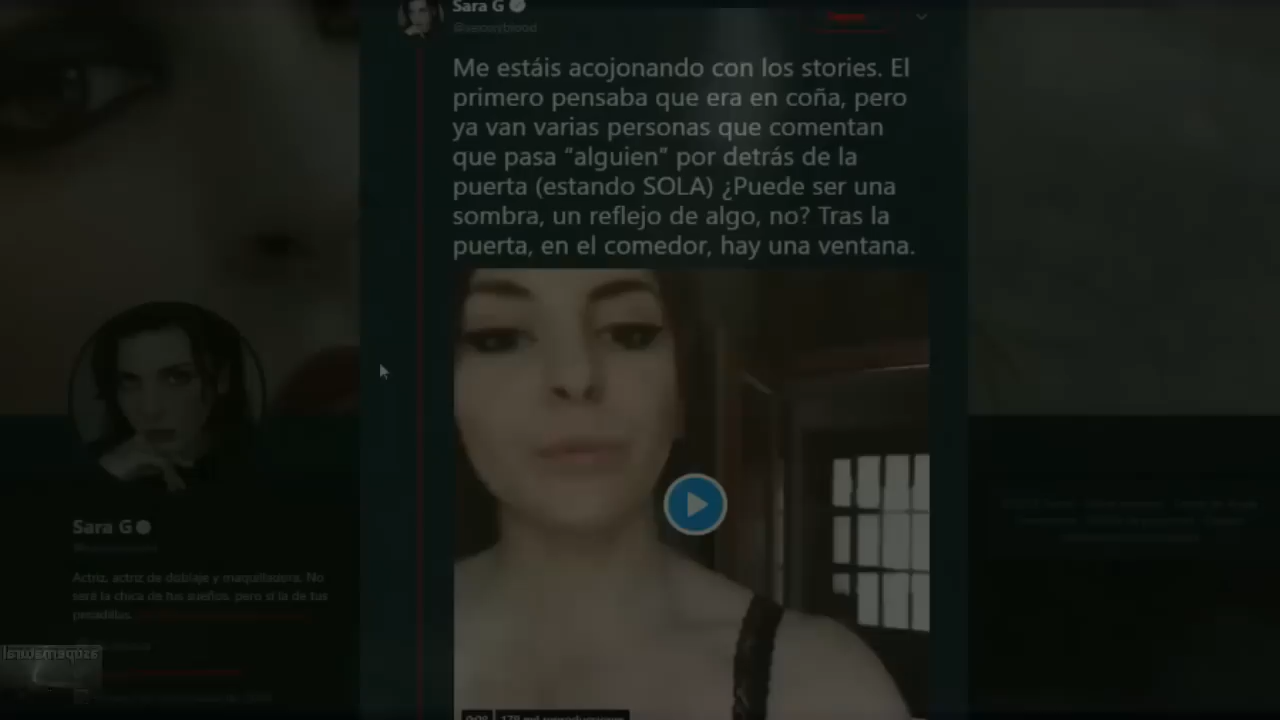 Sara G
Me estáis acojonando con los stories. El
primero pensaba que era en coña, pero
ya van varias personas que comentan
que pasa “alguien” por detrás de la
puerta (estando SOLA) ¿Puede ser una
sombra, un reflejo de algo, no? Tras la
puerta, en el comedor, hay una ventana.
Sara G
Actriz, actriz de doblaje y maquilladora. No
seré la chica de tus sueños, pero sí la de tus
pesadillas.